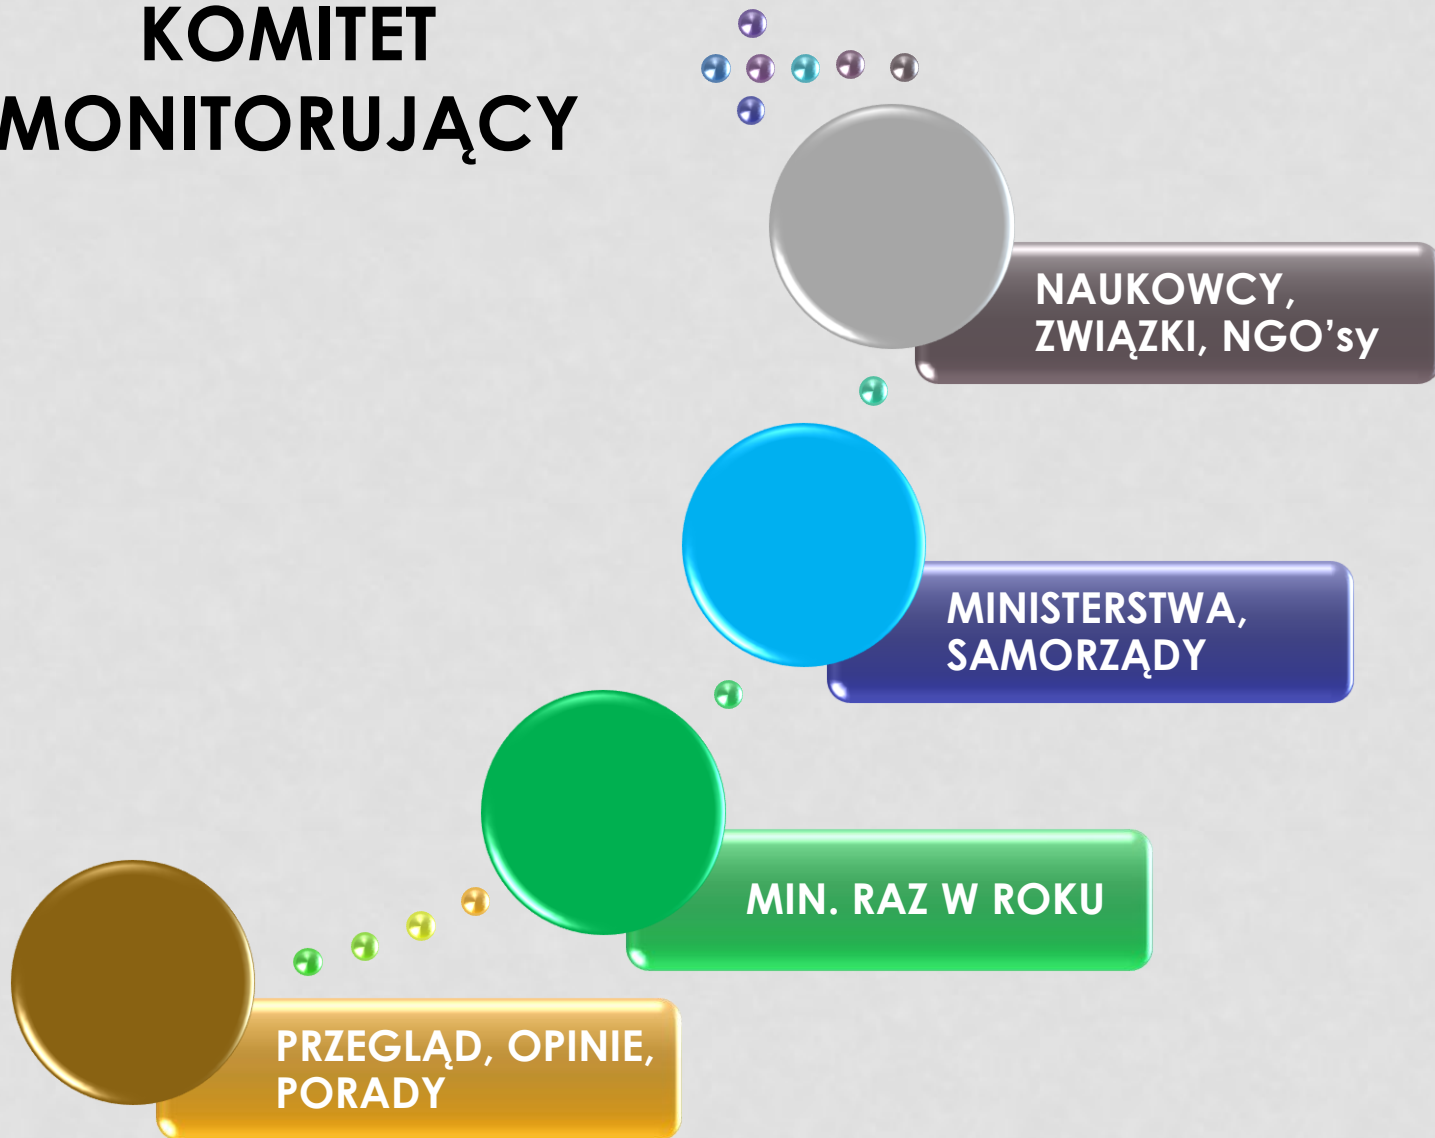 KOMITET
MONITORUJĄCY
NAUKOWCY,
ZWIĄZKI, NGO’sy
MINISTERSTWA,
SAMORZĄDY
MIN. RAZ W ROKU
PRZEGLĄD, OPINIE,
PORADY